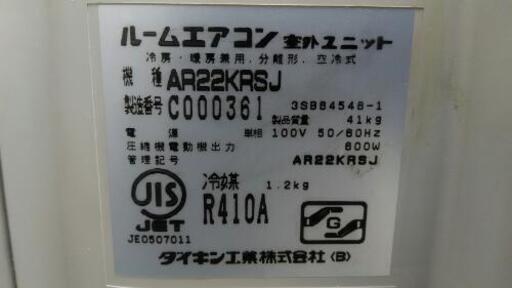 ルームエアコン 室外ユニット
冷房・暖房兼用.分離形.空冷式
機種 AR22KRSJ
製造番号 C000361 3SB64548-1
製品質量 41kg
電源 単相 100V 50/60Hz
圧縮機電動機出力 600W
管理記号 AR22KRSJ
JIS
JET
JE0507011
冷媒 1.2kg
R410A
G
ダイキン工業株式会社 (B)